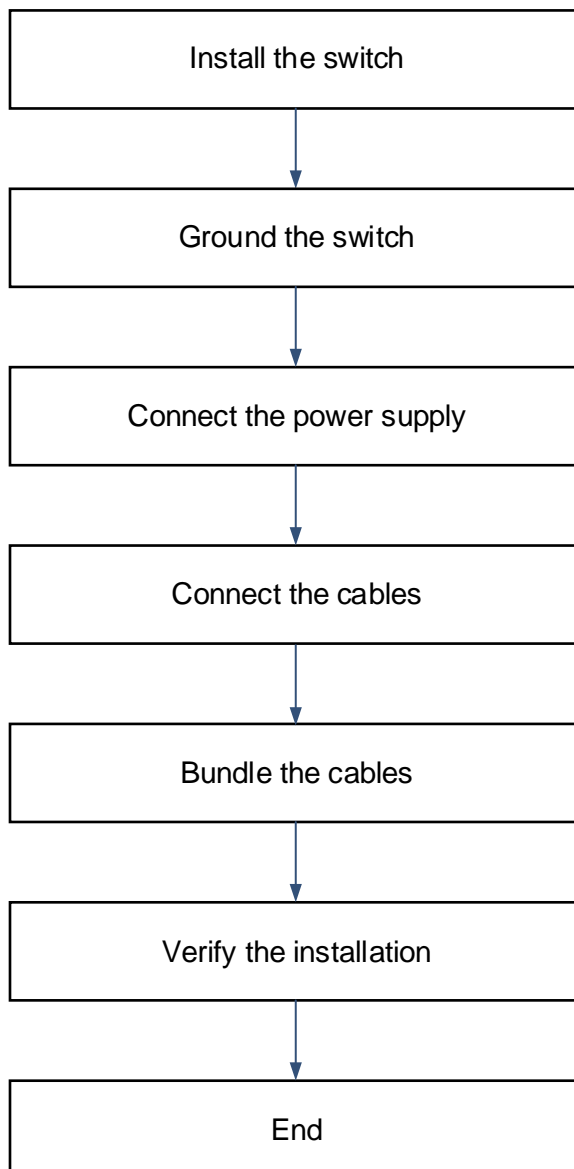 Install the switch
Ground the switch
Connect the power supply
Connect the cables
Bundle the cables
Verify the installation
End